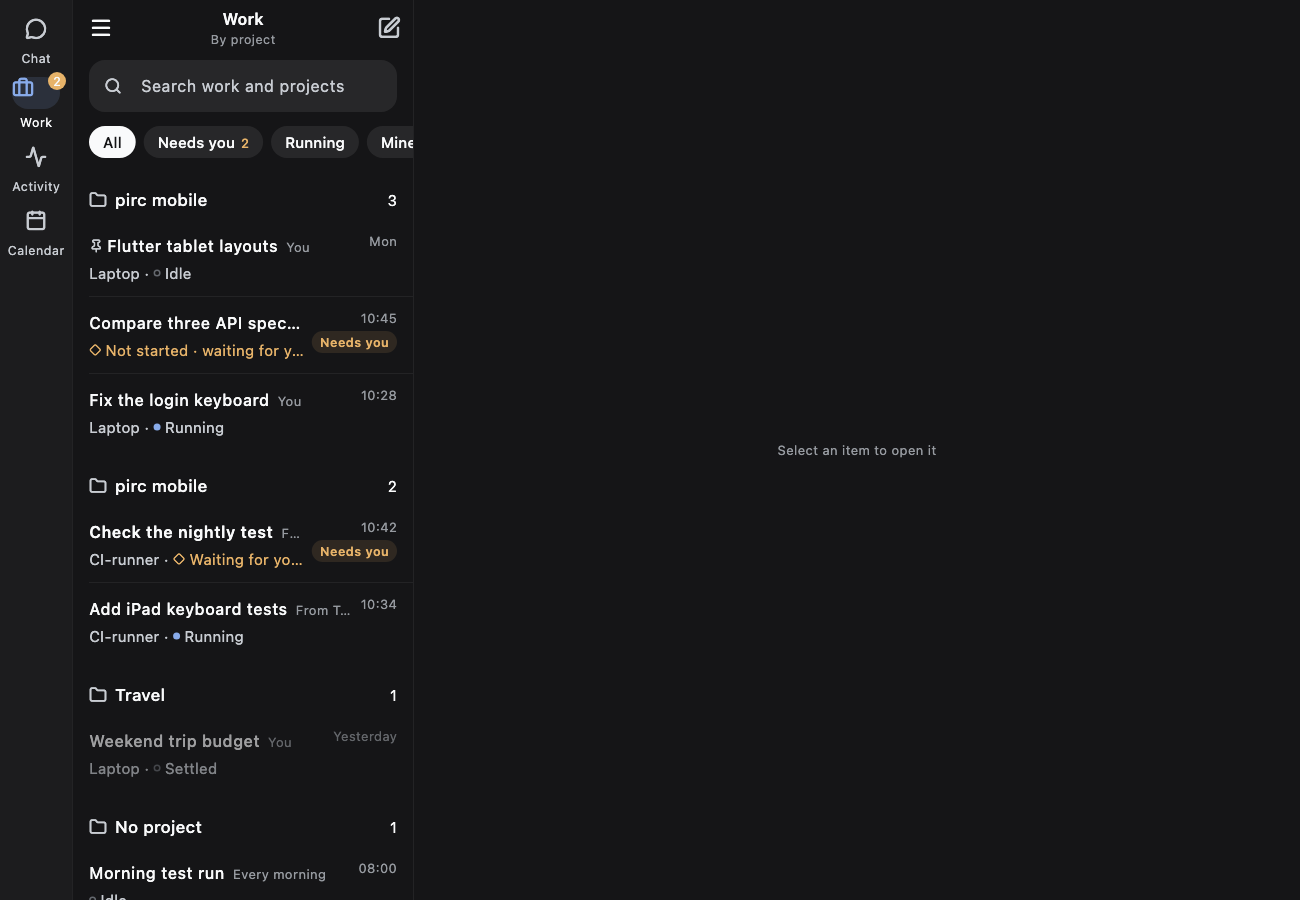 Chat
2
Work
Activity
Calendar
Work
By project
Search work and projects
All
Needs you 2
Running
Mine
pirc mobile 3
Flutter tablet layouts You Mon
Laptop · Idle
Compare three API spec... 10:45
Not started · waiting for y... Needs you
Fix the login keyboard You 10:28
Laptop · Running
pirc mobile 2
Check the nightly test F... 10:42
CI-runner · Waiting for yo... Needs you
Add iPad keyboard tests From T... 10:34
CI-runner · Running
Travel 1
Weekend trip budget You Yesterday
Laptop · Settled
No project 1
Morning test run Every morning 08:00
Idle
Select an item to open it